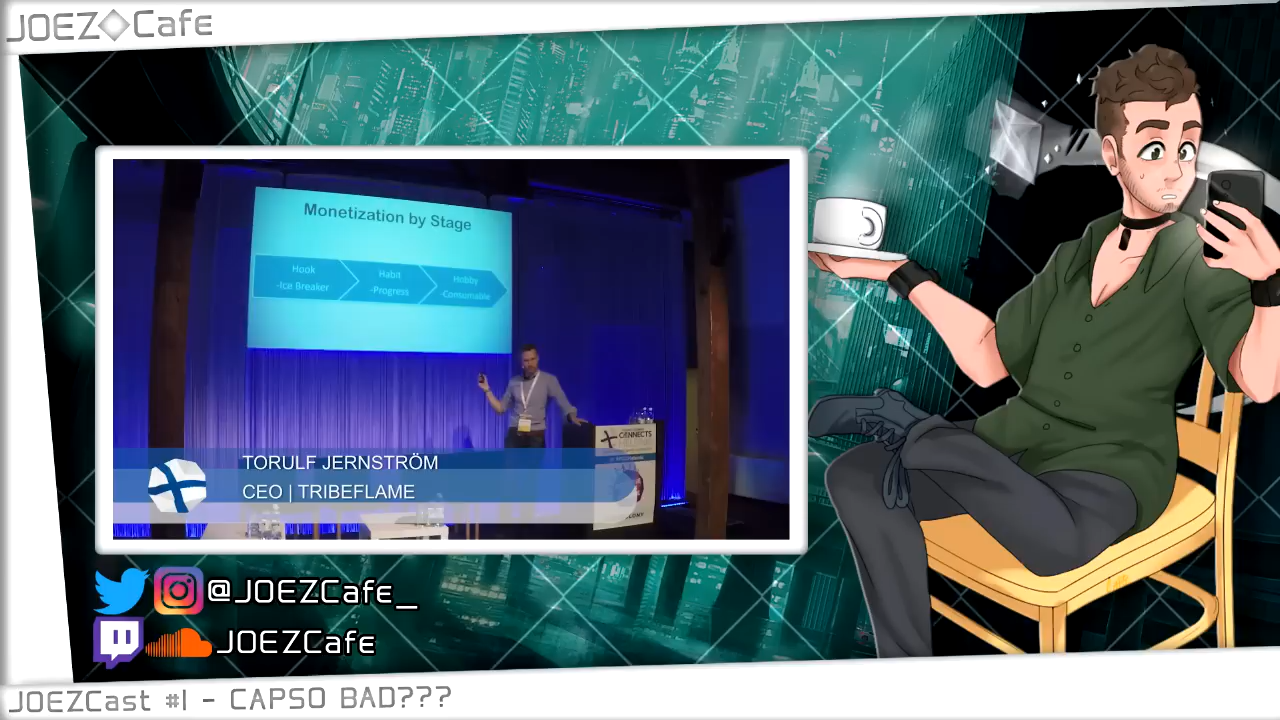 JOEZ Cafe
Monetization by Stage
Hook
-Ice Breaker
Habit
-Progress
Hobby
-Consumable
CONNECTS
TORULF JERNSTRÖM
CEO | TRIBEFLAME
@JOEZCafe_
JOEZCafe
JOEZCast #1 - CAPSO BAD???